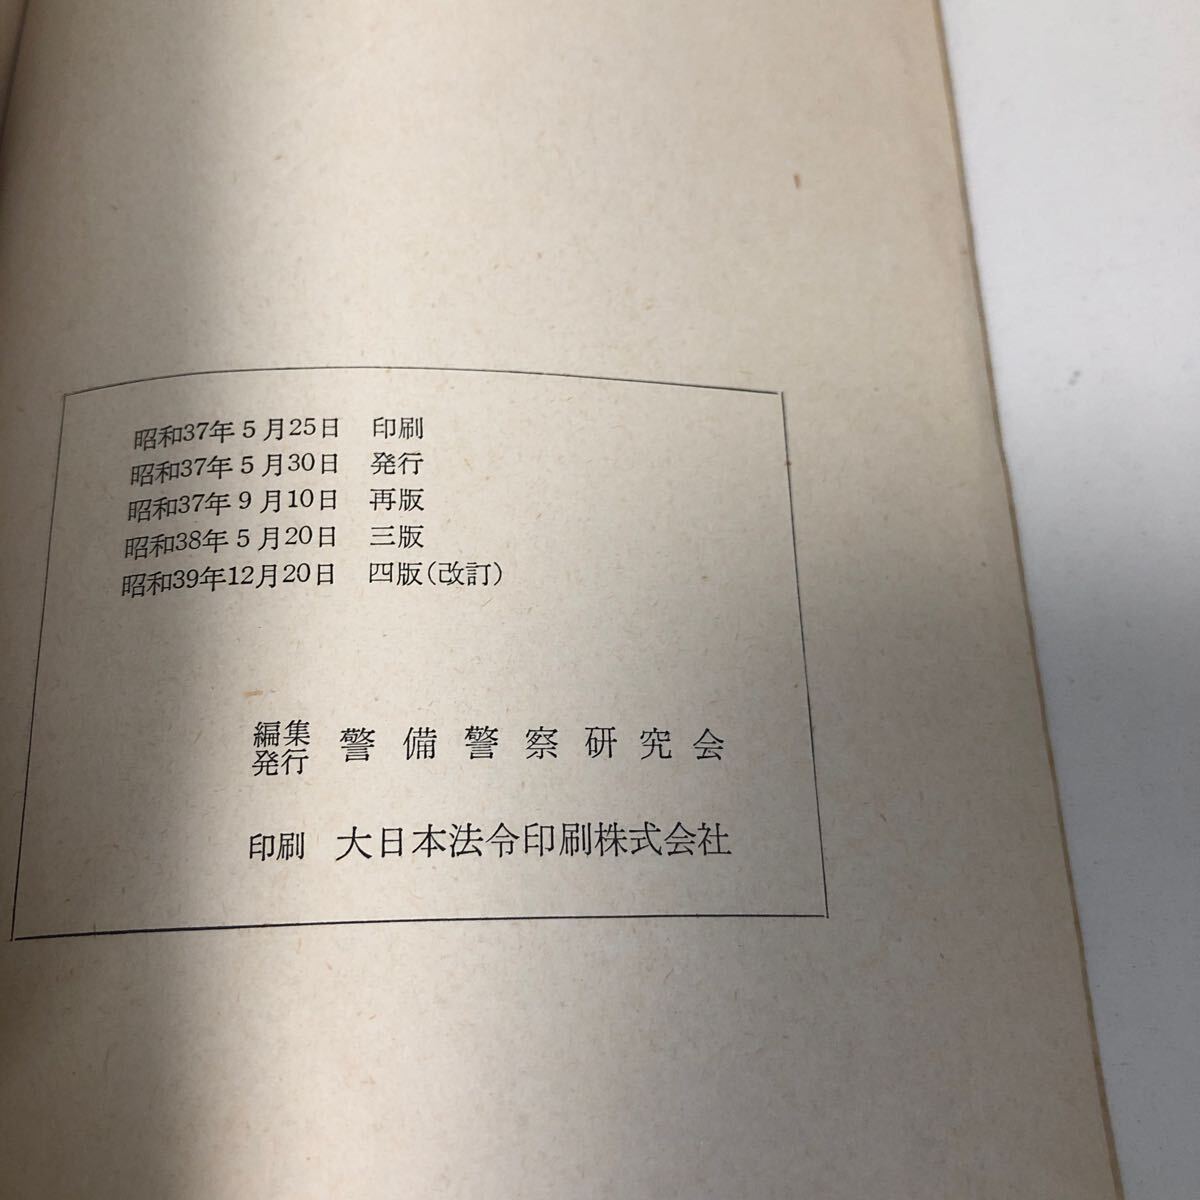 昭和37年5月25日　印刷
昭和37年5月30日　発行
昭和37年9月10日　再版
昭和38年5月20日　三版
昭和39年12月20日　四版（改訂）
編集
発行　警備警察研究会
印刷　大日本法令印刷株式会社